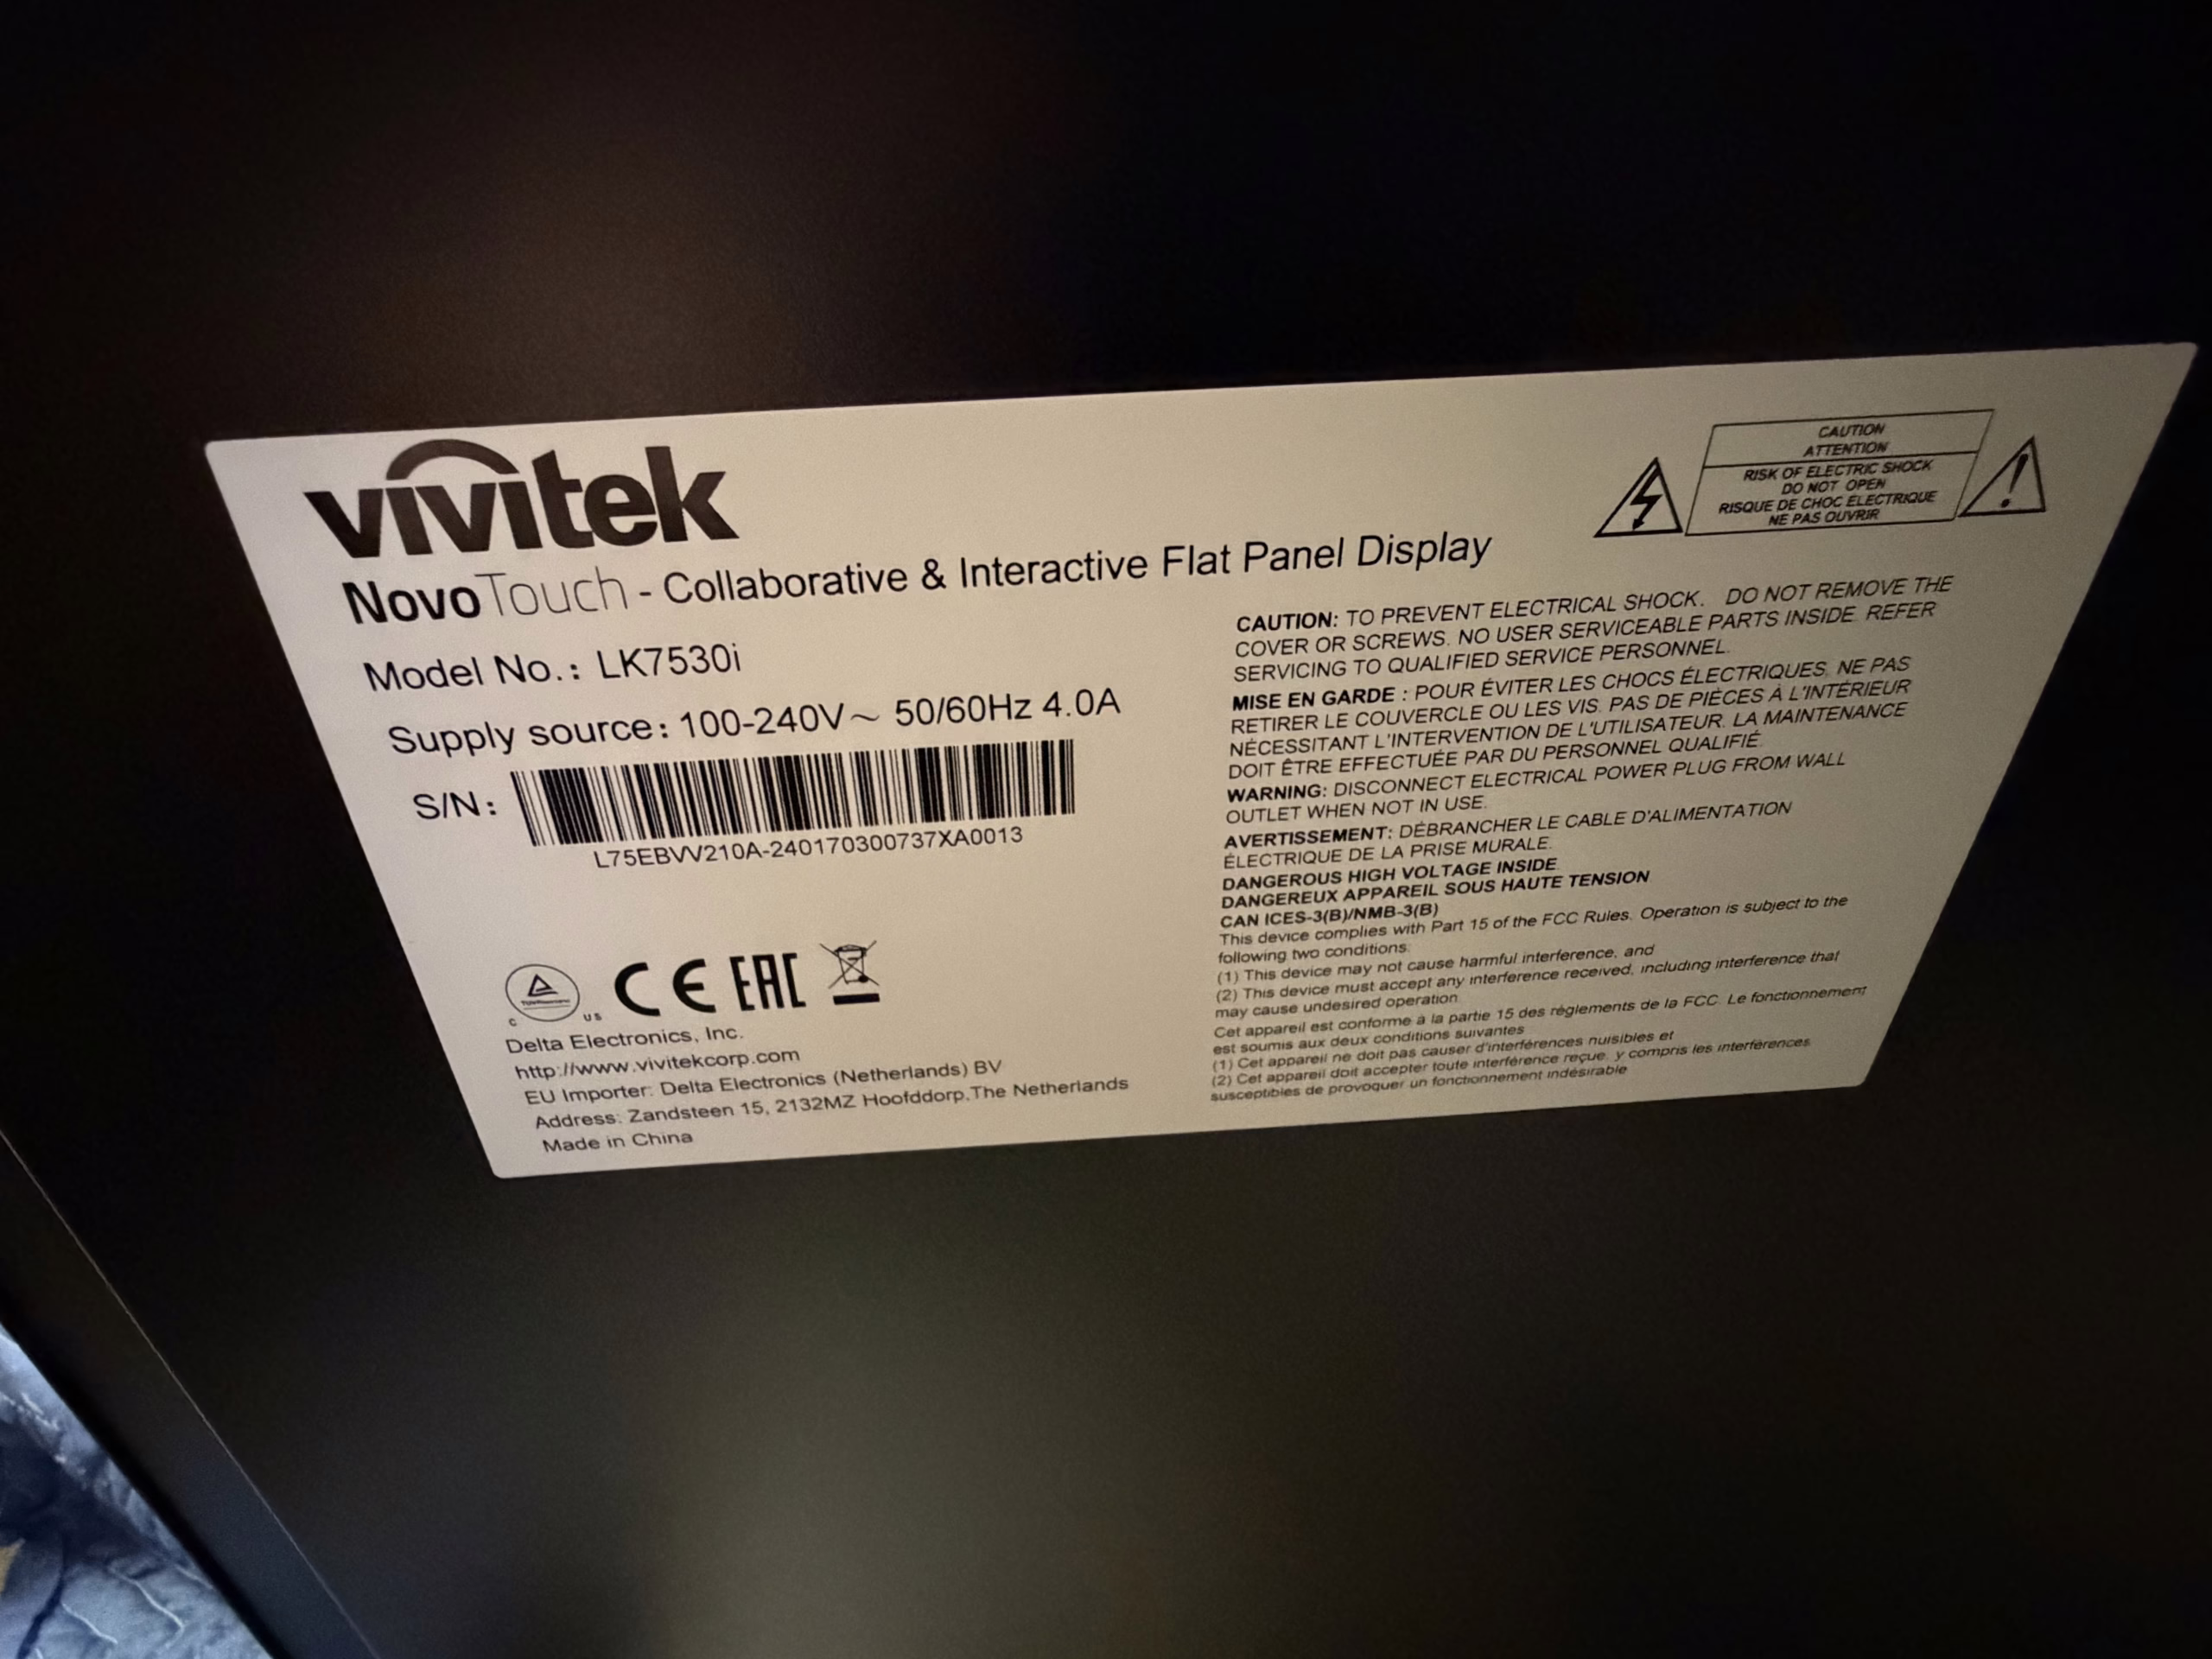 vivitek
NovoTouch - Collaborative & Interactive Flat Panel Display
Model No.: LK7530i
Supply source: 100-240V~ 50/60Hz 4.0A
S/N:
L75EBVV210A-240170300737XA0013
C US
CE EAC
Delta Electronics, Inc.
http://www.vivitekcorp.com
EU Importer: Delta Electronics (Netherlands) BV
Address: Zandsteen 15, 2132MZ Hoofddorp,The Netherlands
Made in China
CAUTION
ATTENTION
RISK OF ELECTRIC SHOCK
DO NOT OPEN
RISQUE DE CHOC ELECTRIQUE
NE PAS OUVRIR
CAUTION: TO PREVENT ELECTRICAL SHOCK. DO NOT REMOVE THE
COVER OR SCREWS. NO USER SERVICEABLE PARTS INSIDE. REFER
SERVICING TO QUALIFIED SERVICE PERSONNEL.
MISE EN GARDE : POUR ÉVITER LES CHOCS ÉLECTRIQUES, NE PAS
RETIRER LE COUVERCLE OU LES VIS. PAS DE PIÈCES À L'INTÉRIEUR
NÉCESSITANT L'INTERVENTION DE L'UTILISATEUR. LA MAINTENANCE
DOIT ÊTRE EFFECTUÉE PAR DU PERSONNEL QUALIFIÉ.
WARNING: DISCONNECT ELECTRICAL POWER PLUG FROM WALL
OUTLET WHEN NOT IN USE.
AVERTISSEMENT: DÉBRANCHER LE CABLE D'ALIMENTATION
ÉLECTRIQUE DE LA PRISE MURALE.
DANGEROUS HIGH VOLTAGE INSIDE.
DANGEREUX APPAREIL SOUS HAUTE TENSION
CAN ICES-3(B)/NMB-3(B)
This device complies with Part 15 of the FCC Rules. Operation is subject to the
following two conditions:
(1) This device may not cause harmful interference, and
(2) This device must accept any interference received, including interference that
may cause undesired operation
Cet appareil est conforme à la partie 15 des réglements de la FCC. Le fonctionnement
est soumis aux deux conditions suivantes
(1) Cet appareil ne doit pas causer d'interférences nuisibles et
(2) Cet appareil doit accepter toute interférence reçue, y compris les interférences
susceptibles de provoquer un fonctionnement indésirable